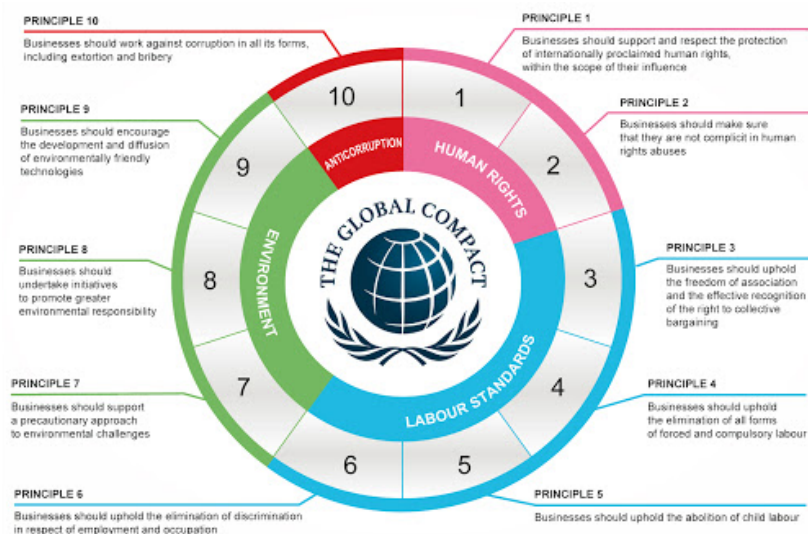 PRINCIPLE 1
Businesses should support and respect the protection
of internationally proclaimed human rights,
within the scope of their influence
PRINCIPLE 2
Businesses should make sure
that they are not complicit in human
rights abuses
PRINCIPLE 3
Businesses should uphold
the freedom of association
and the effective recognition
of the right to collective
bargaining
PRINCIPLE 4
Businesses should uphold
the elimination of all forms
of forced and compulsory labour
PRINCIPLE 5
Businesses should uphold the abolition of child labour
PRINCIPLE 6
Businesses should uphold the elimination of discrimination
in respect of employment and occupation
PRINCIPLE 7
Businesses should support
a precautionary approach
to environmental challenges
PRINCIPLE 8
Businesses should
undertake initiatives
to promote greater
environmental responsibility
PRINCIPLE 9
Businesses should encourage
the development and diffusion
of environmentally friendly
technologies
PRINCIPLE 10
Businesses should work against corruption in all its forms,
including extortion and bribery
1
2
3
4
5
6
7
8
9
10
HUMAN RIGHTS
LABOUR STANDARDS
ENVIRONMENT
ANTICORRUPTION
THE GLOBAL COMPACT